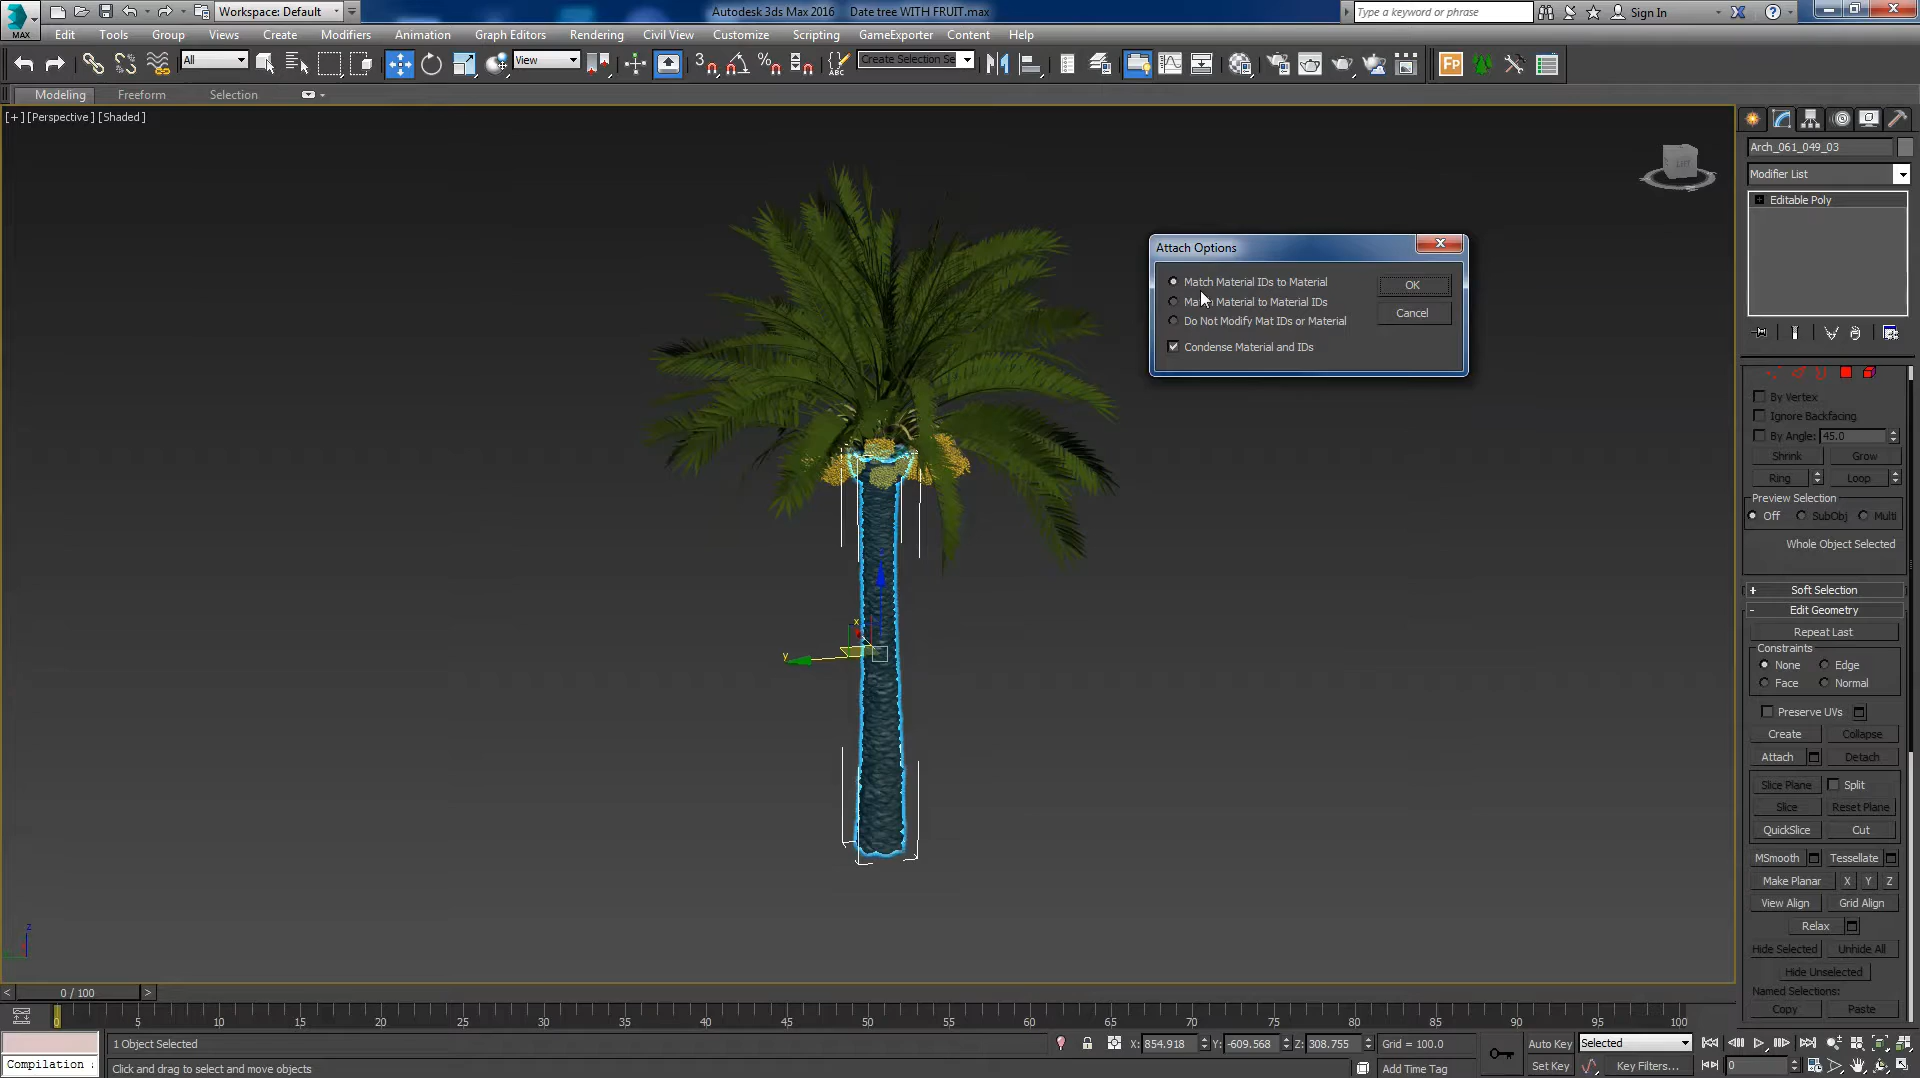 MAX
Workspace: Default
Autodesk 3ds Max 2016 Date tree WITH FRUIT.max
Type a keyword or phrase
Sign In
Edit Tools Group Views Create Modifiers Animation Graph Editors Rendering Civil View Customize Scripting GameExporter Content Help
All View 3 % ABC Create Selection Se Fp
Modeling Freeform Selection
[+] [Perspective] [Shaded]
Arch_061_049_03
Modifier List
Editable Poly
Attach Options
Match Material IDs to Material
OK
Match Material to Material IDs
Cancel
Do Not Modify Mat IDs or Material
Condense Material and IDs
By Vertex
Ignore Backfacing
By Angle: 45.0
Shrink Grow
Ring Loop
Preview Selection
Off SubObj Multi
Whole Object Selected
+ Soft Selection
- Edit Geometry
Repeat Last
Constraints
None Edge
Face Normal
Preserve UVs
Create Collapse
Attach Detach
Slice Plane Split
Slice Reset Plane
QuickSlice Cut
MSmooth Tessellate
Make Planar X Y Z
View Align Grid Align
Relax
Hide Selected Unhide All
Hide Unselected
Named Selections:
Copy Paste
x
y
z
< 0 / 100 >
5 10 15 20 25 30 35 40 45 50 55 60 65 70 75 80 85 90 95 100
1 Object Selected
X: 854.918 Y: -609.568 Z: 308.755 Grid = 100.0
Auto Key Selected
Compilation
Click and drag to select and move objects
Add Time Tag
Set Key Key Filters... 0